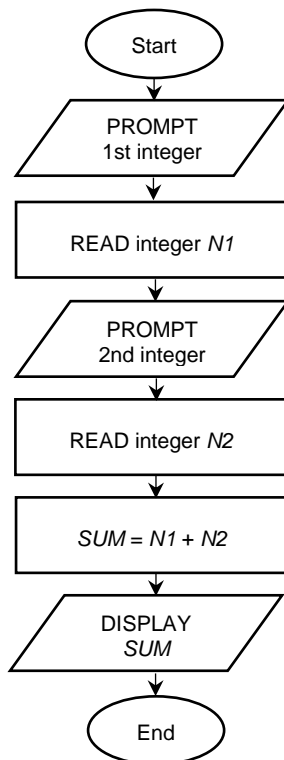 Start
PROMPT
1st integer
READ integer N1
PROMPT
2nd integer
READ integer N2
SUM = N1 + N2
DISPLAY
SUM
End